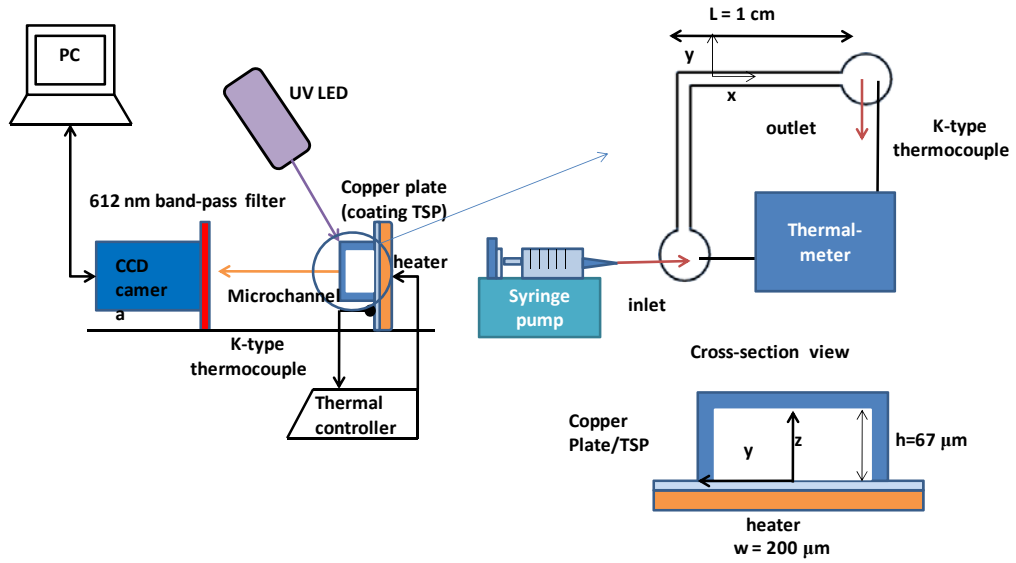 PC
UV LED
612 nm band-pass filter
Copper plate
(coating TSP)
heater
CCD
camer
a
Microchannel
K-type
thermocouple
Thermal
controller
L = 1 cm
y
x
outlet
K-type
thermocouple
Thermal-
meter
Syringe
pump
inlet
Cross-section view
Copper
Plate/TSP
y
z
h=67 μm
heater
w = 200 μm